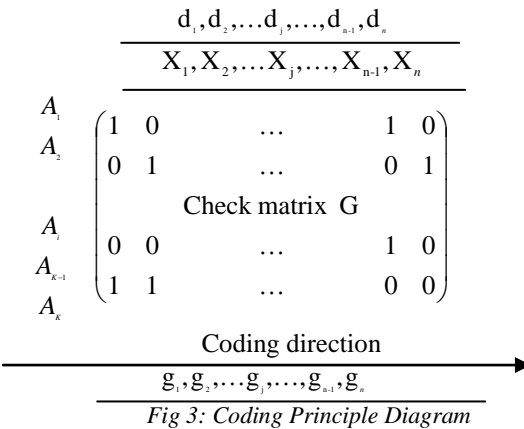 d₁,d₂,…dⱼ,…,dₙ₋₁,dₙ
X₁,X₂,…Xⱼ,…,Xₙ₋₁,Xₙ
A₁
1 0 … 1 0
A₂
0 1 … 0 1
Check matrix G
Aᵢ
0 0 … 1 0
A_{K-1}
1 1 … 0 0
A_K
Coding direction
g₁,g₂,…gⱼ,…,gₙ₋₁,gₙ
Fig 3: Coding Principle Diagram